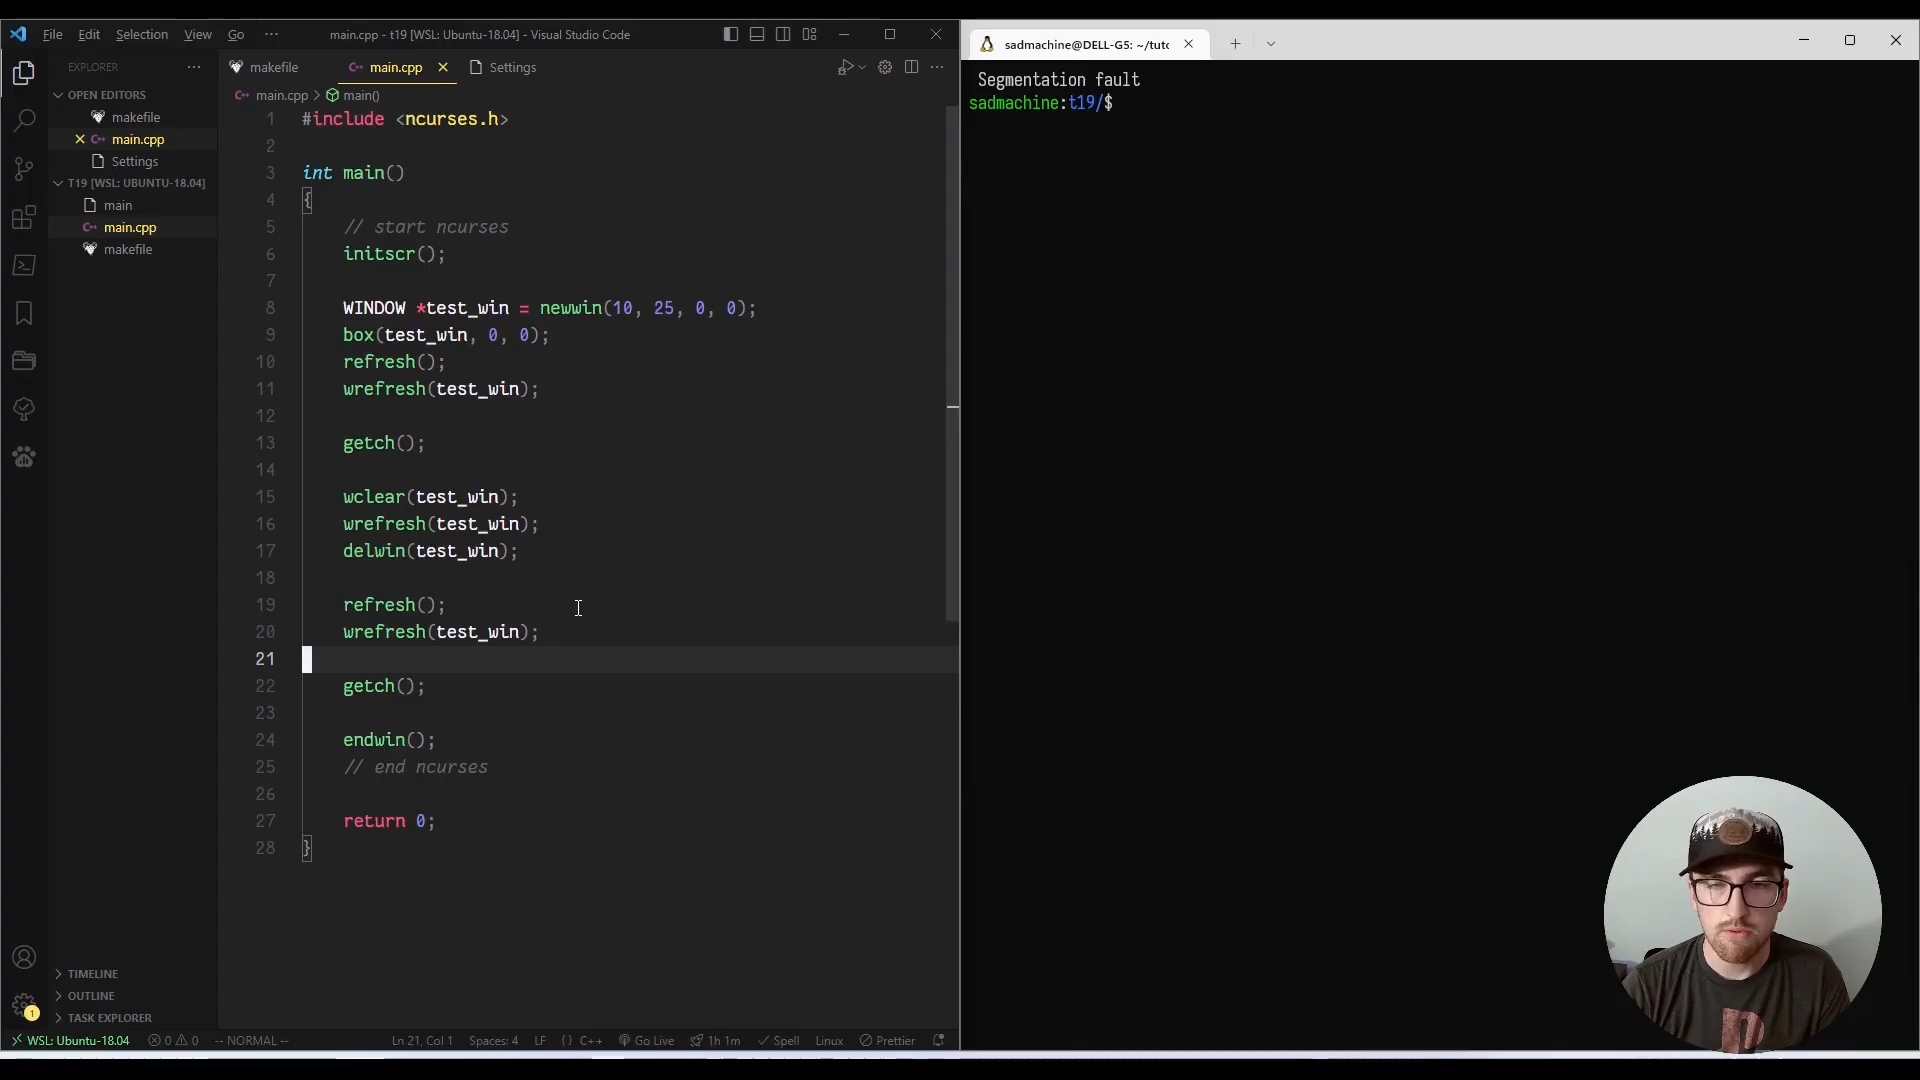 File Edit Selection View Go ··· main.cpp - t19 [WSL: Ubuntu-18.04] - Visual Studio Code
EXPLORER ···
OPEN EDITORS
makefile
main.cpp
Settings
T19 [WSL: UBUNTU-18.04]
main
main.cpp
makefile
TIMELINE
OUTLINE
TASK EXPLORER
1
makefile main.cpp Settings
main.cpp > main()
1 #include <ncurses.h>
2
3 int main()
4 {
5 // start ncurses
6 initscr();
7
8 WINDOW *test_win = newwin(10, 25, 0, 0);
9 box(test_win, 0, 0);
10 refresh();
11 wrefresh(test_win);
12
13 getch();
14
15 wclear(test_win);
16 wrefresh(test_win);
17 delwin(test_win);
18
19 refresh();
20 wrefresh(test_win);
21
22 getch();
23
24 endwin();
25 // end ncurses
26
27 return 0;
28 }
WSL: Ubuntu-18.04 0 0 -- NORMAL -- Ln 21, Col 1 Spaces: 4 LF {} C++ Go Live 1h 1m Spell Linux Prettier
sadmachine@DELL-G5: ~/tuto
Segmentation fault
sadmachine:t19/$